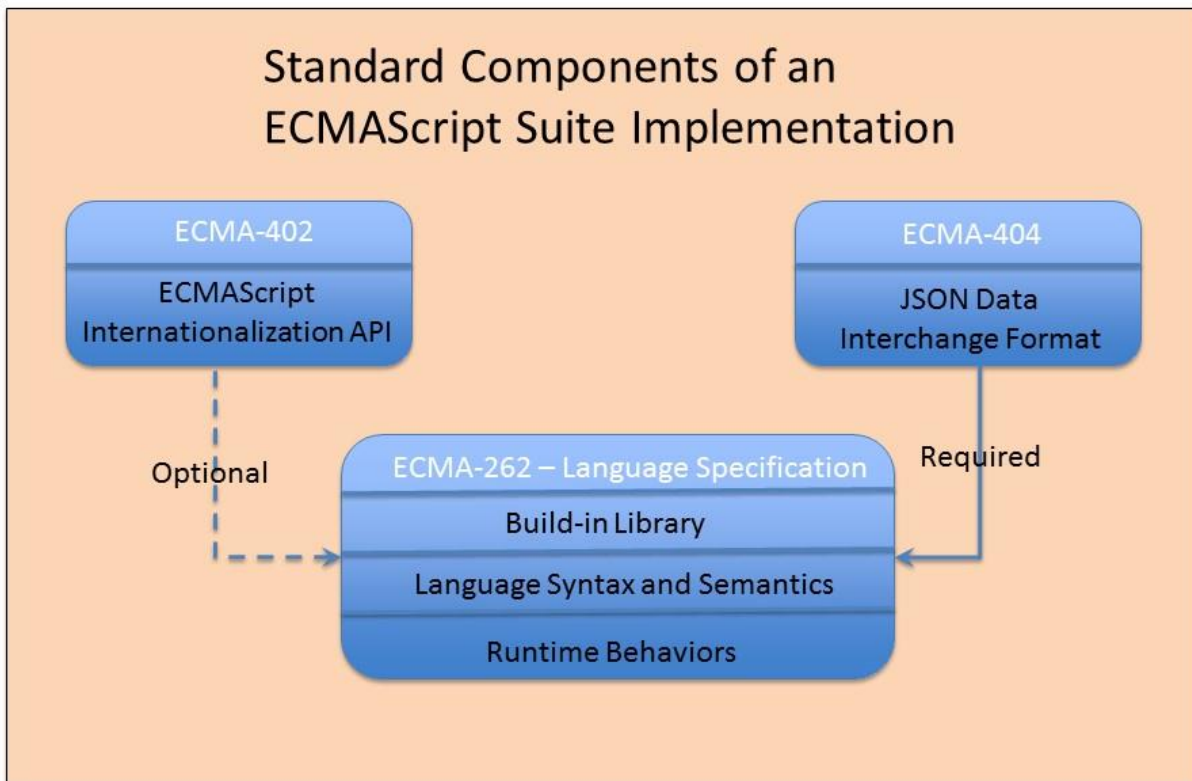 Standard Components of an
ECMAScript Suite Implementation
ECMA-402
ECMAScript
Internationalization API
ECMA-404
JSON Data
Interchange Format
Optional
Required
ECMA-262 – Language Specification
Build-in Library
Language Syntax and Semantics
Runtime Behaviors